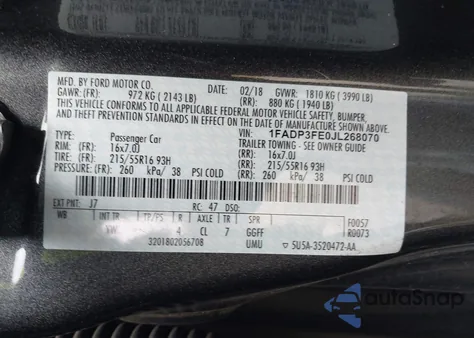 MFD. BY FORD MOTOR CO. DATE: 02/18 GVWR: 1810 KG ( 3990 LB)
GAWR: (FR): 972 KG ( 2143 LB) (RR): 880 KG ( 1940 LB)
THIS VEHICLE CONFORMS TO ALL APPLICABLE FEDERAL MOTOR VEHICLE SAFETY, BUMPER,
AND THEFT PREVENTION STANDARDS IN EFFECT ON THE DATE OF MANUFACTURE SHOWN ABOVE.
VIN: 1FADP3FE0JL268070
TYPE: Passenger Car TRAILER TOWING - SEE OWNER GUIDE
RIM: 16x7.0J 16x7.0J
TIRE: 215/55R16 93H 215/55R16 93H
PRESSURE: (FR) 260 kPa/ 38 PSI COLD (RR) 260 kPa/ 38 PSI COLD
EXT PNT: J7 RC: 47 DSO:
WB INT TR TP/PS R AXLE TR SPR F0057
4 CL 7 GGFF R0073
3201802056708 UMU 5U5A-3520472-AA
autoSnap